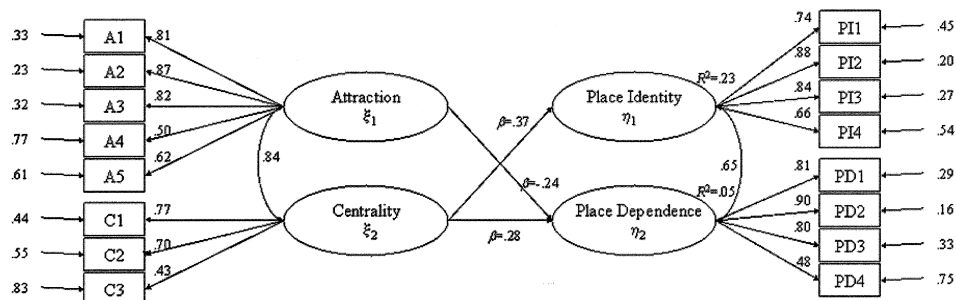 .33 A1 .81
.23 A2 .87
.32 A3 .82
.77 A4 .50
.61 A5 .62
Attraction
ξ1
.84
.44 C1 .77
.55 C2 .70
.83 C3 .43
Centrality
ξ2
β=.37
β=-.24
β=.28
R²=.23
Place Identity
η1
.65
R²=.05
Place Dependence
η2
.74 PI1 .45
.88 PI2 .20
.84 PI3 .27
.66 PI4 .54
.81 PD1 .29
.90 PD2 .16
.80 PD3 .33
.48 PD4 .75